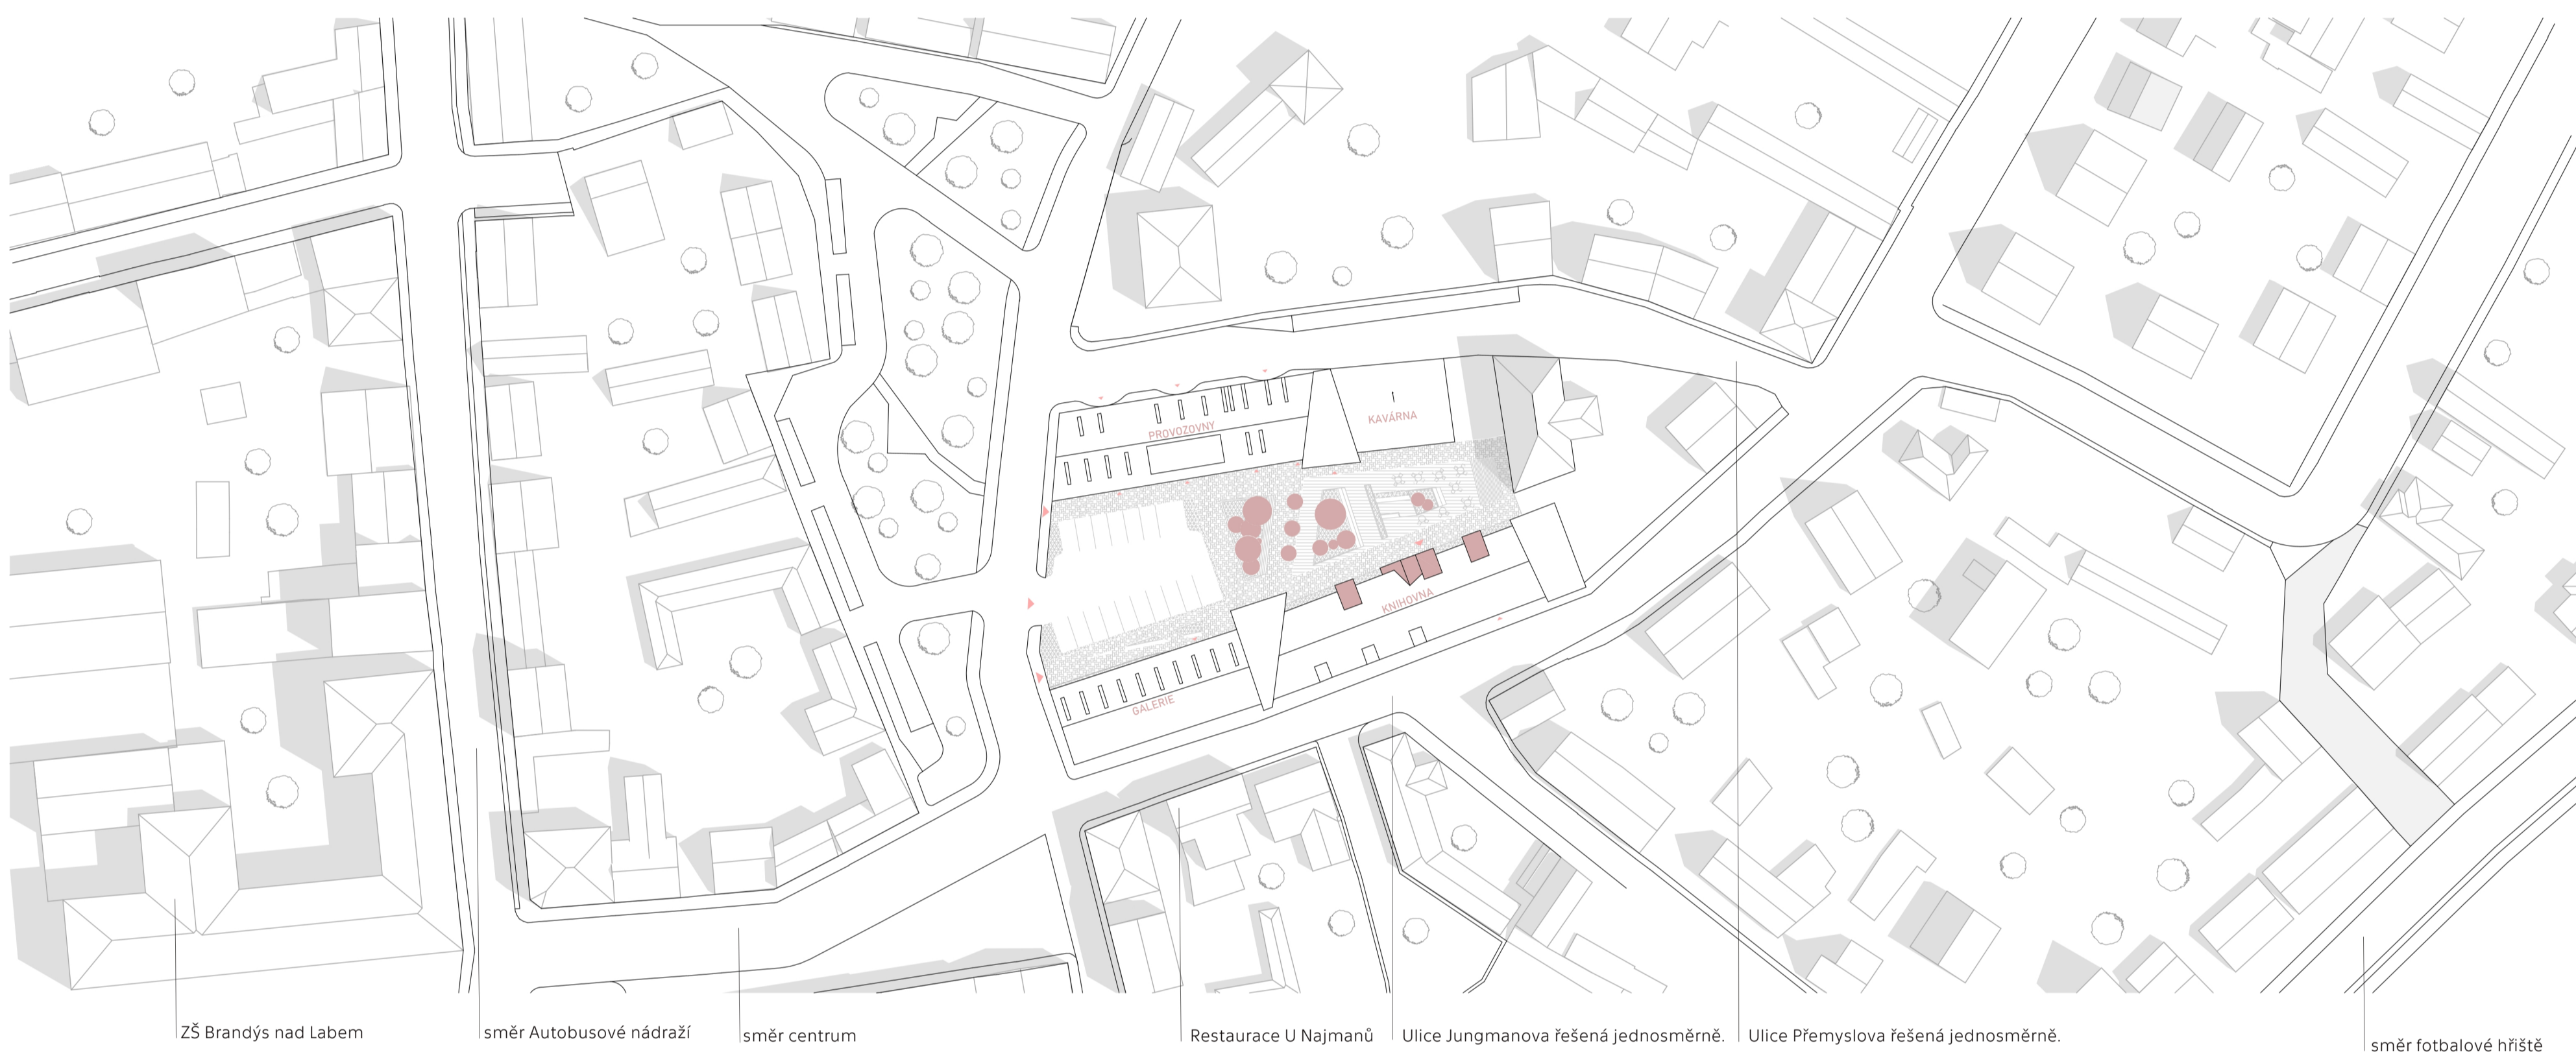 PROVOZOVNY
KAVÁRNA
KNIHOVNA
GALERIE
ZŠ Brandýs nad Labem
směr Autobusové nádraží
směr centrum
Restaurace U Najmanů
Ulice Jungmanova řešená jednosměrně.
Ulice Přemyslova řešená jednosměrně.
směr fotbalové hřiště